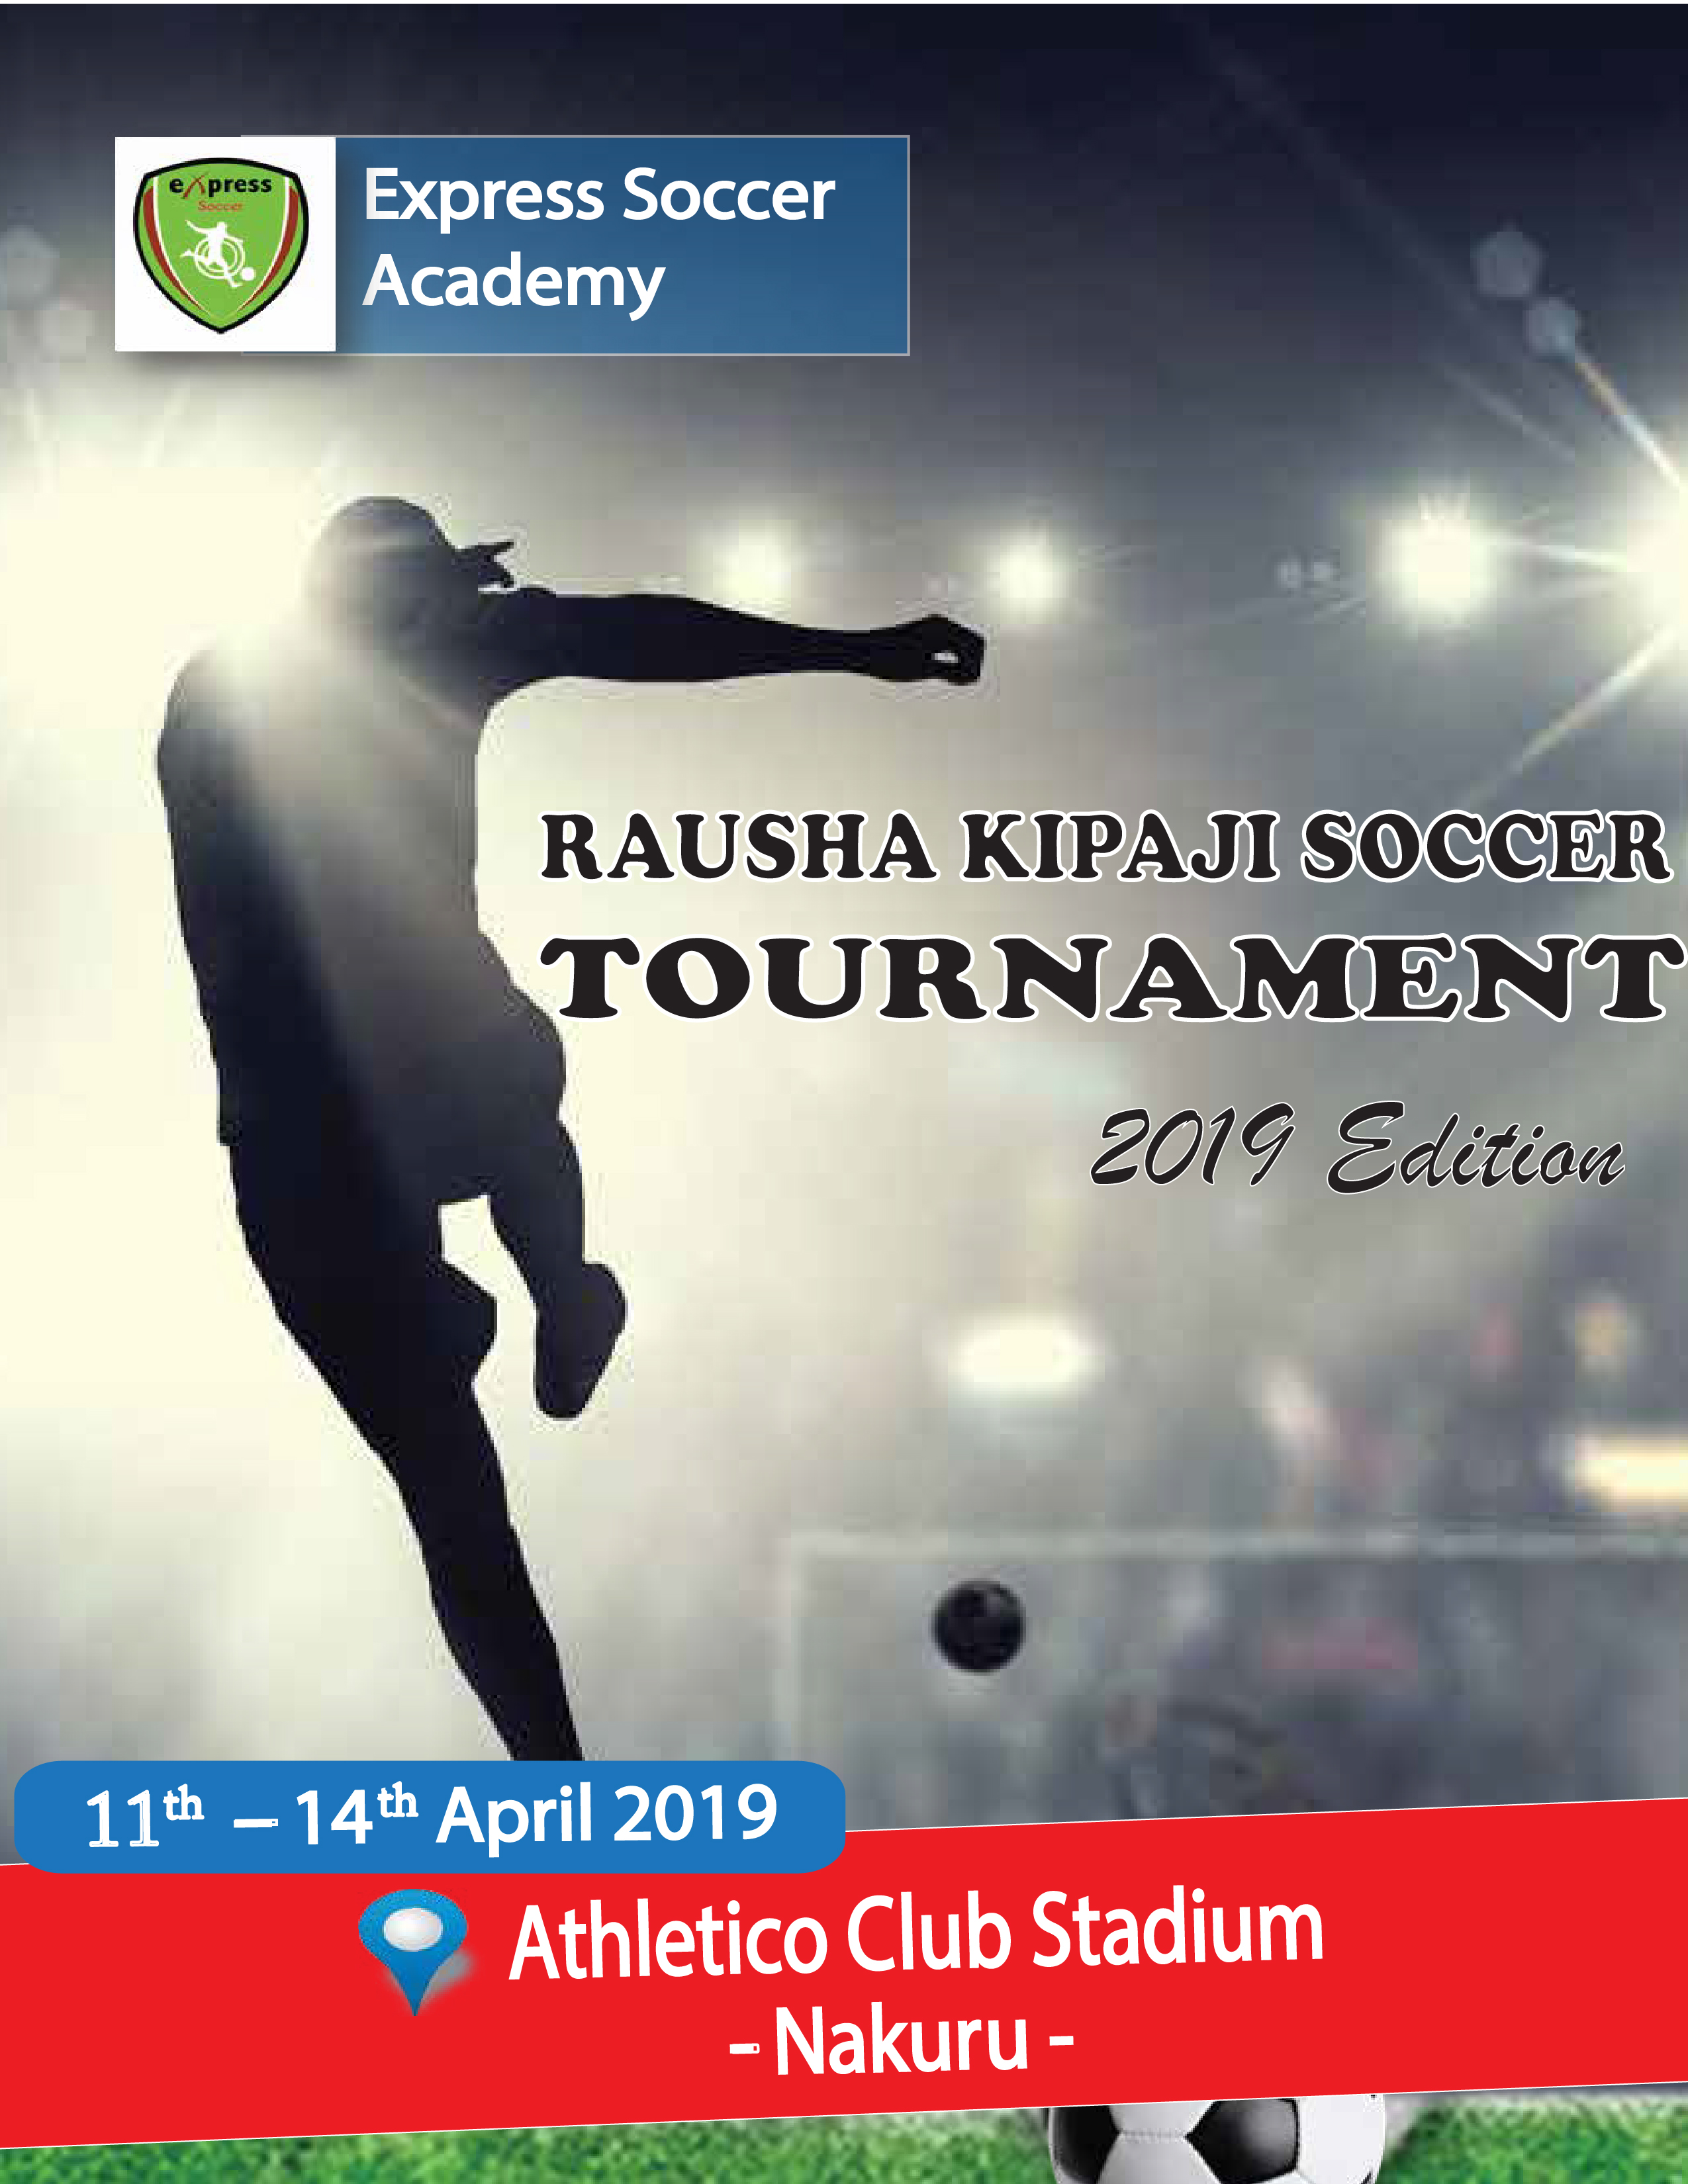 eXpress
Soccer
Express Soccer
Academy
RAUSHA KIPAJI SOCCER
TOURNAMENT
2019 Edition
11th – 14th April 2019
Athletico Club Stadium
- Nakuru -